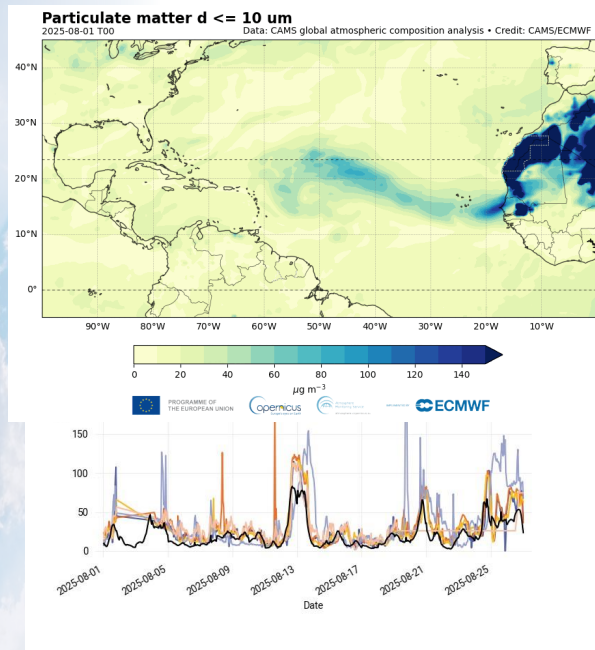 Particulate matter d <= 10 um
2025-08-01 T00
Data: CAMS global atmospheric composition analysis • Credit: CAMS/ECMWF
40°N
30°N
20°N
10°N
0°
90°W 80°W 70°W 60°W 50°W 40°W 30°W 20°W 10°W
0 20 40 60 80 100 120 140
μg m⁻³
PROGRAMME OF
THE EUROPEAN UNION
opernicus
ECMWF
150
100
50
0
2025-08-01 2025-08-05 2025-08-09 2025-08-13 2025-08-17 2025-08-21 2025-08-25
Date